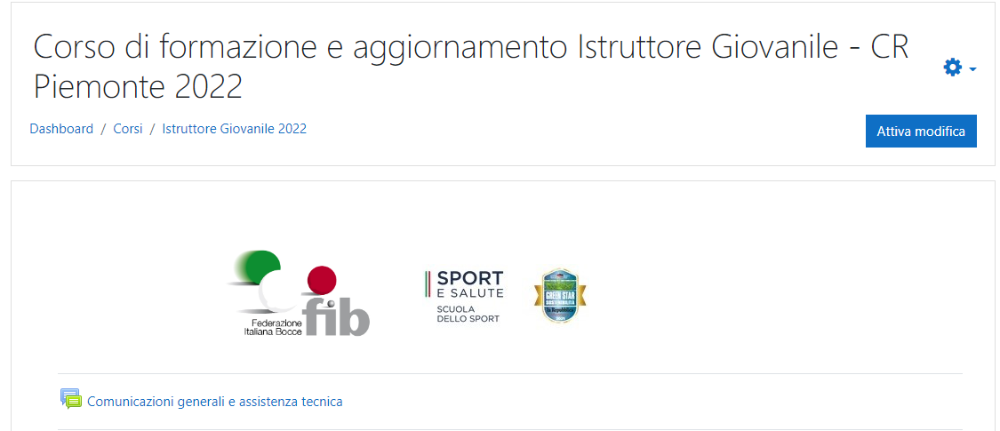 Corso di formazione e aggiornamento Istruttore Giovanile - CR
Piemonte 2022
Dashboard / Corsi / Istruttore Giovanile 2022
Attiva modifica
fib
Federazione
Italiana Bocce
SPORT
E SALUTE
SCUOLA
DELLO SPORT
GREEN STAR
SOSTENIBILITÀ
Comunicazioni generali e assistenza tecnica